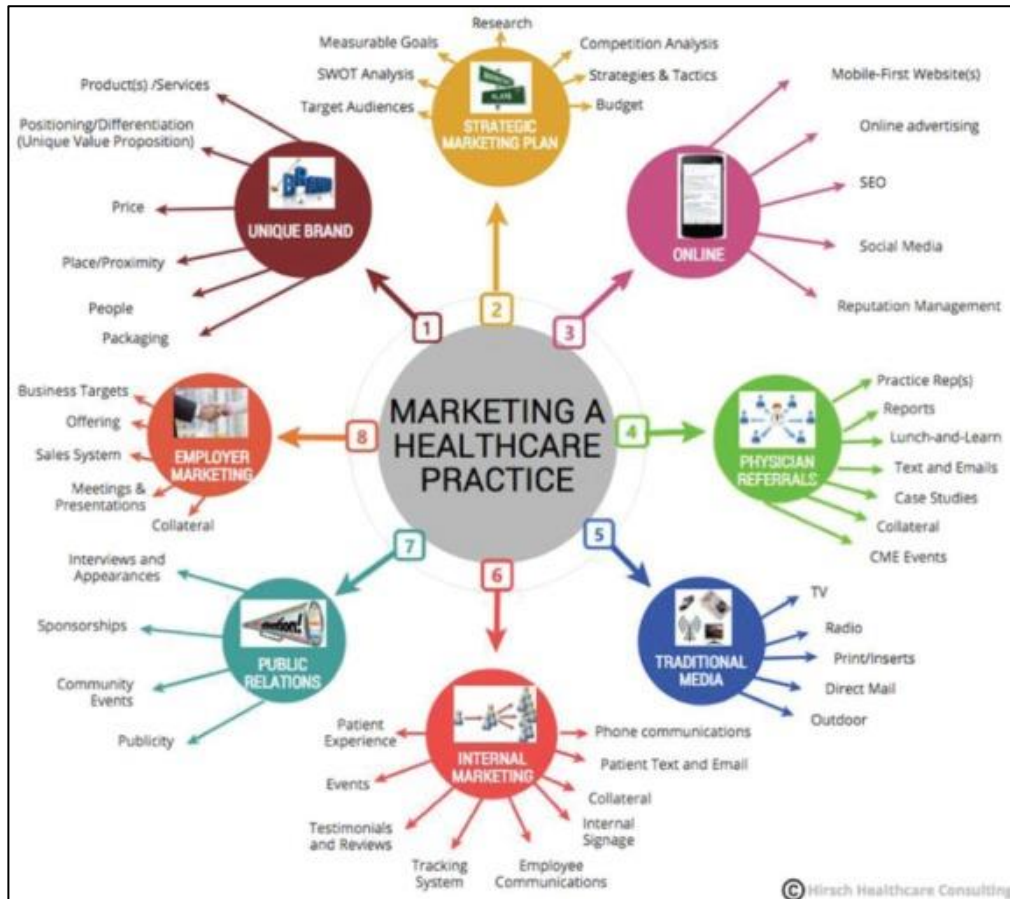 Research
Measurable Goals
Competition Analysis
SWOT Analysis
Strategies & Tactics
Target Audiences
Budget
STRATEGIC
MARKETING PLAN
Product(s) /Services
Positioning/Differentiation
(Unique Value Proposition)
Price
Place/Proximity
People
Packaging
UNIQUE BRAND
Mobile-First Website(s)
Online advertising
SEO
Social Media
Reputation Management
ONLINE
1
2
3
4
5
6
7
8
MARKETING A
HEALTHCARE
PRACTICE
Practice Rep(s)
Reports
Lunch-and-Learn
Text and Emails
Case Studies
Collateral
CME Events
PHYSICIAN
REFERRALS
Business Targets
Offering
Sales System
Meetings &
Presentations
Collateral
EMPLOYER
MARKETING
Interviews and
Appearances
Sponsorships
Community
Events
Publicity
PUBLIC
RELATIONS
TV
Radio
Print/Inserts
Direct Mail
Outdoor
TRADITIONAL
MEDIA
Patient
Experience
Events
Testimonials
and Reviews
Tracking
System
Employee
Communications
Internal
Signage
Collateral
Patient Text and Email
Phone communications
INTERNAL
MARKETING
© Hirsch Healthcare Consulting